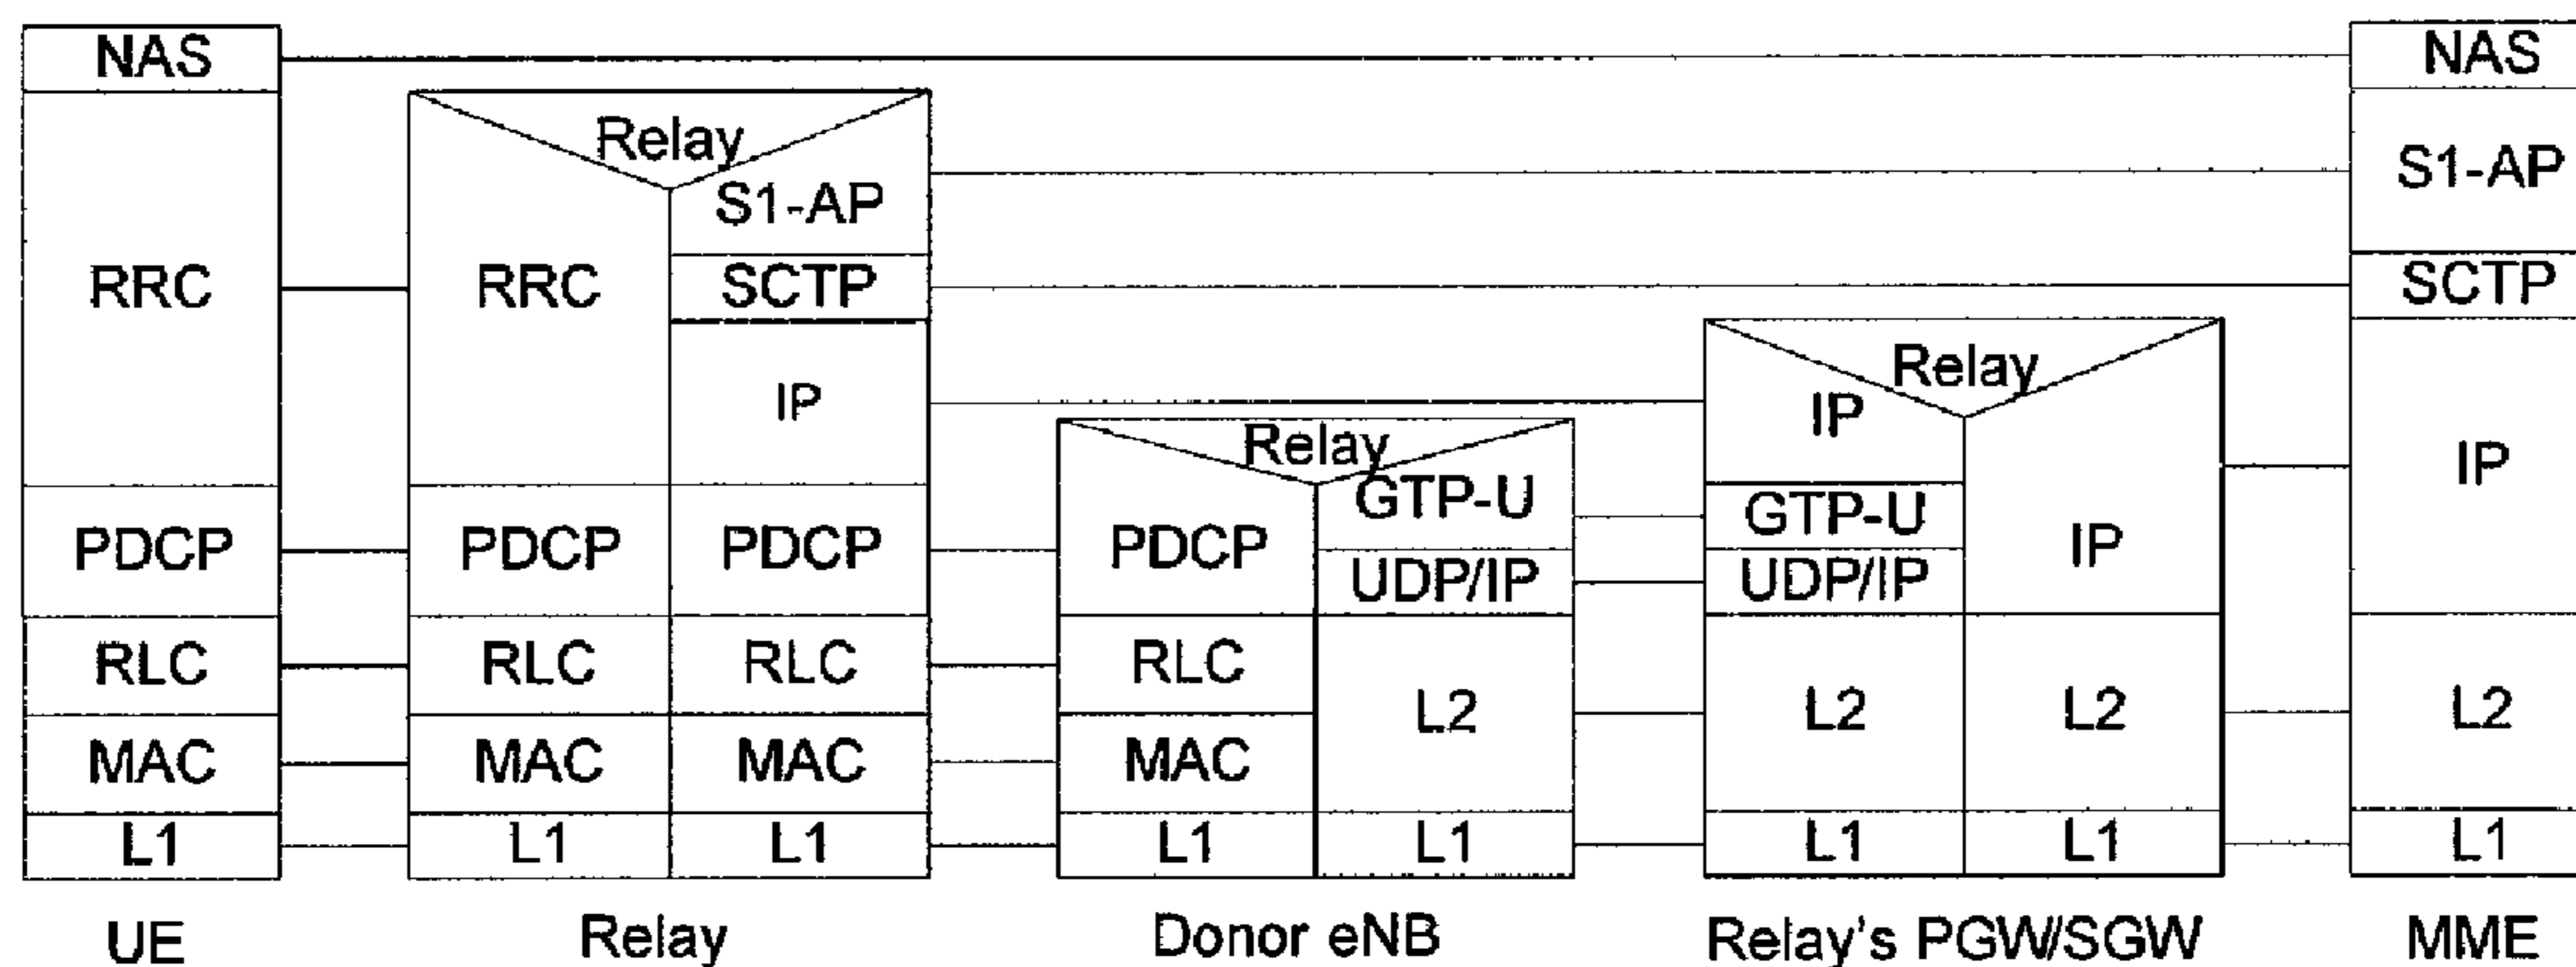 NAS
RRC
PDCP
RLC
MAC
L1
UE
Relay
RRC
S1-AP
SCTP
IP
PDCP
PDCP
RLC
RLC
MAC
MAC
L1
L1
Relay
Relay
PDCP
GTP-U
UDP/IP
RLC
L2
MAC
L1
L1
Donor eNB
Relay
IP
GTP-U
IP
UDP/IP
L2
L2
L1
L1
Relay's PGW/SGW
NAS
S1-AP
SCTP
IP
L2
L1
MME